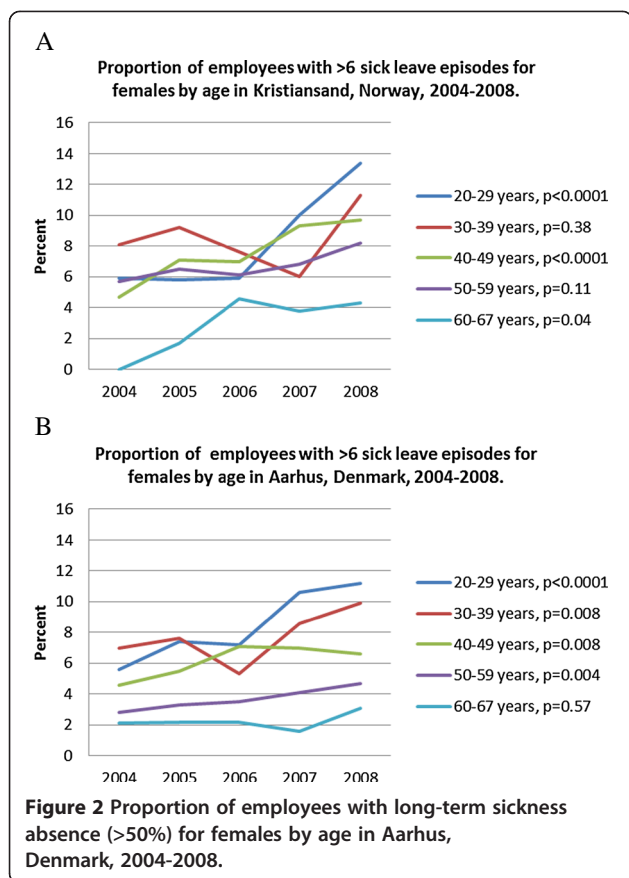 A
Proportion of employees with >6 sick leave episodes for
females by age in Kristiansand, Norway, 2004-2008.
16
14
12
10
8
6
4
2
0
Percent
2004 2005 2006 2007 2008
20-29 years, p<0.0001
30-39 years, p=0.38
40-49 years, p<0.0001
50-59 years, p=0.11
60-67 years, p=0.04
B
Proportion of employees with >6 sick leave episodes for
females by age in Aarhus, Denmark, 2004-2008.
16
14
12
10
8
6
4
2
0
Percent
2004 2005 2006 2007 2008
20-29 years, p<0.0001
30-39 years, p=0.008
40-49 years, p=0.008
50-59 years, p=0.004
60-67 years, p=0.57
Figure 2 Proportion of employees with long-term sickness
absence (>50%) for females by age in Aarhus,
Denmark, 2004-2008.